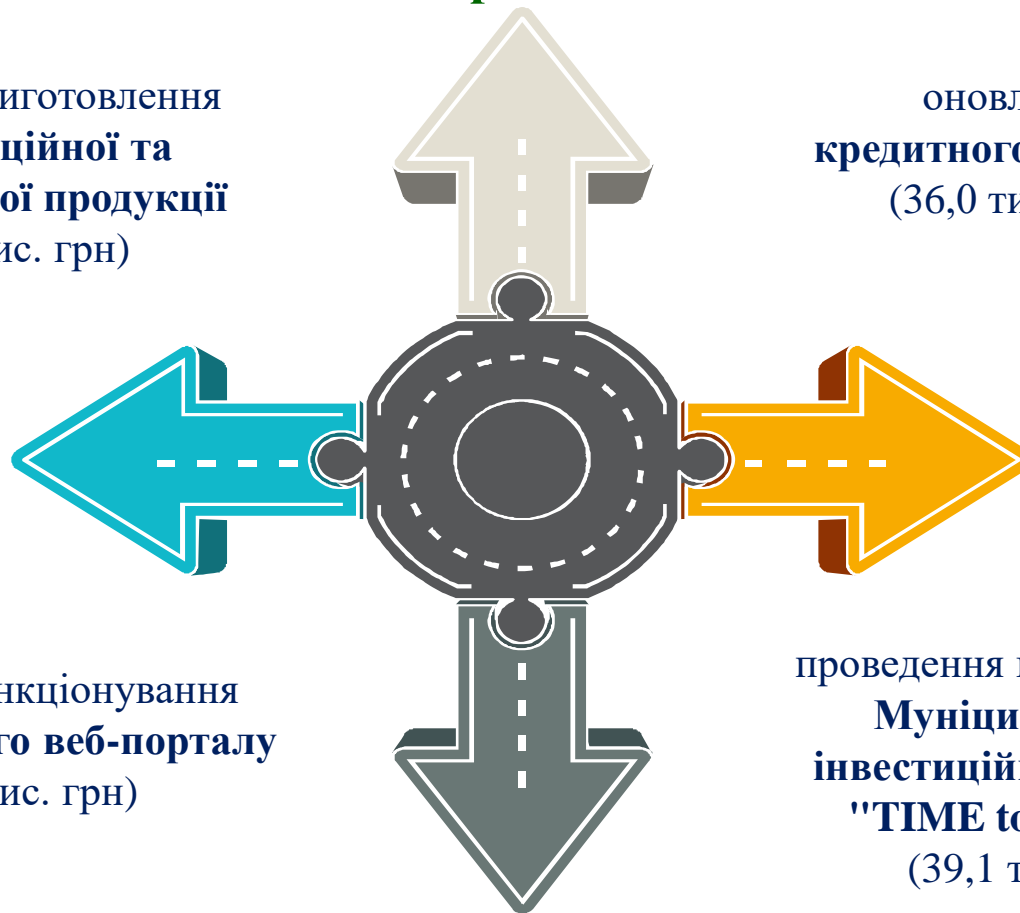 иготовлення
ційної та
ої продукції
ис. грн)
оновл
кредитного
(36,0 ти
нкціонування
го веб-порталу
ис. грн)
проведення
Муніци
інвестицій
"TIME to
(39,1 т